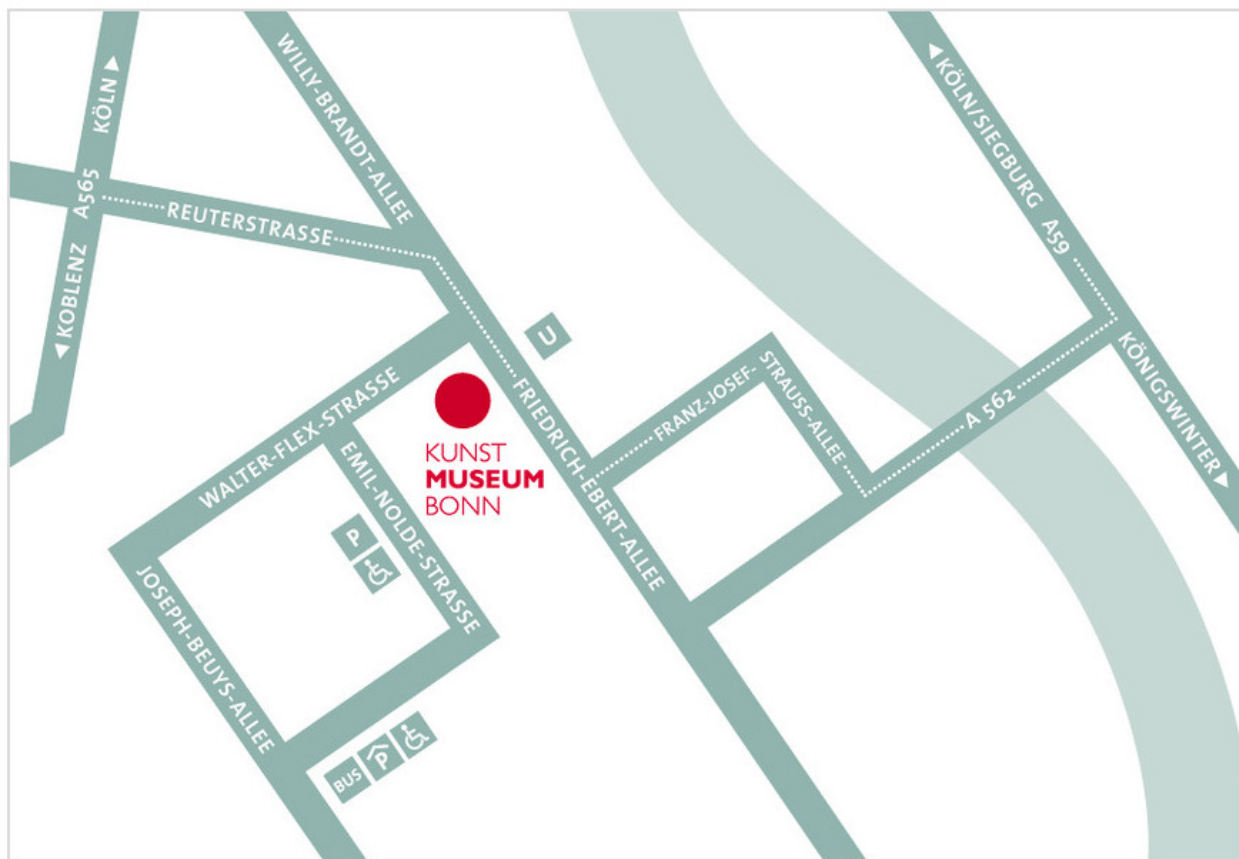 WILLY-BRANDT-ALLEE
◀ KÖLN/SIEGBURG A59
KÖNIGSWINTER ▶
◀ KOBLENZ A565 KÖLN ▶
REUTERSTRASSE
U
FRANZ-JOSEF-
STRAUSS-ALLEE
A 562
FRIEDRICH-EBERT-ALLEE
WALTER-FLEX-STRASSE
KUNST
MUSEUM
BONN
EMIL-NOLDE-STRASSE
P
JOSEPH-BEUYS-ALLEE
BUS
P